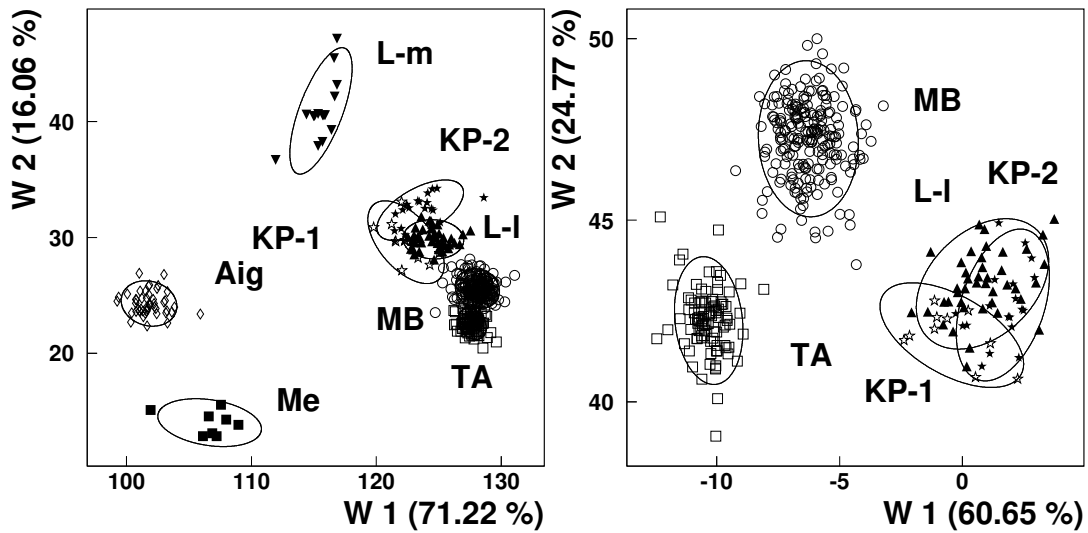 W 2 (16.06 %)
40
30
20
L-m
KP-2
L-l
KP-1
Aig
MB
TA
Me
100
110
120
130
W 1 (71.22 %)
W 2 (24.77 %)
50
45
40
MB
KP-2
L-l
TA
KP-1
-10
-5
0
W 1 (60.65 %)